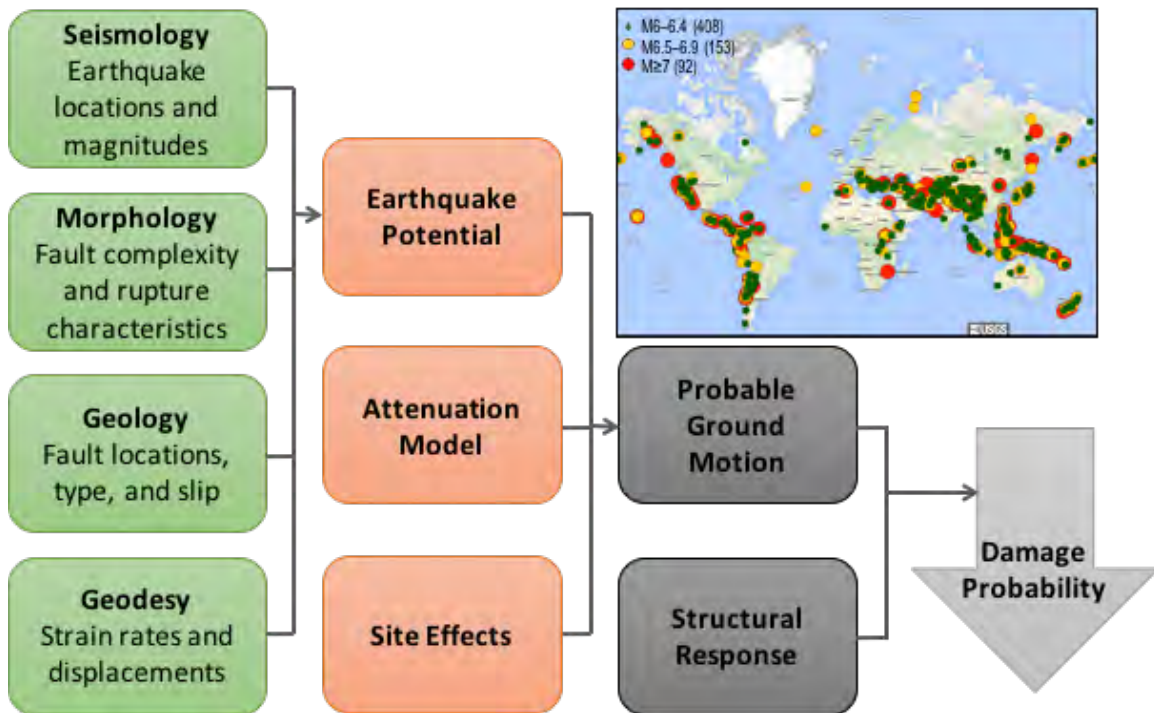 Seismology
Earthquake
locations and
magnitudes
Morphology
Fault complexity
and rupture
characteristics
Geology
Fault locations,
type, and slip
Geodesy
Strain rates and
displacements
Earthquake
Potential
Attenuation
Model
Site Effects
M6–6.4 (408)
M6.5–6.9 (153)
M≥7 (92)
USGS
Probable
Ground
Motion
Structural
Response
Damage
Probability